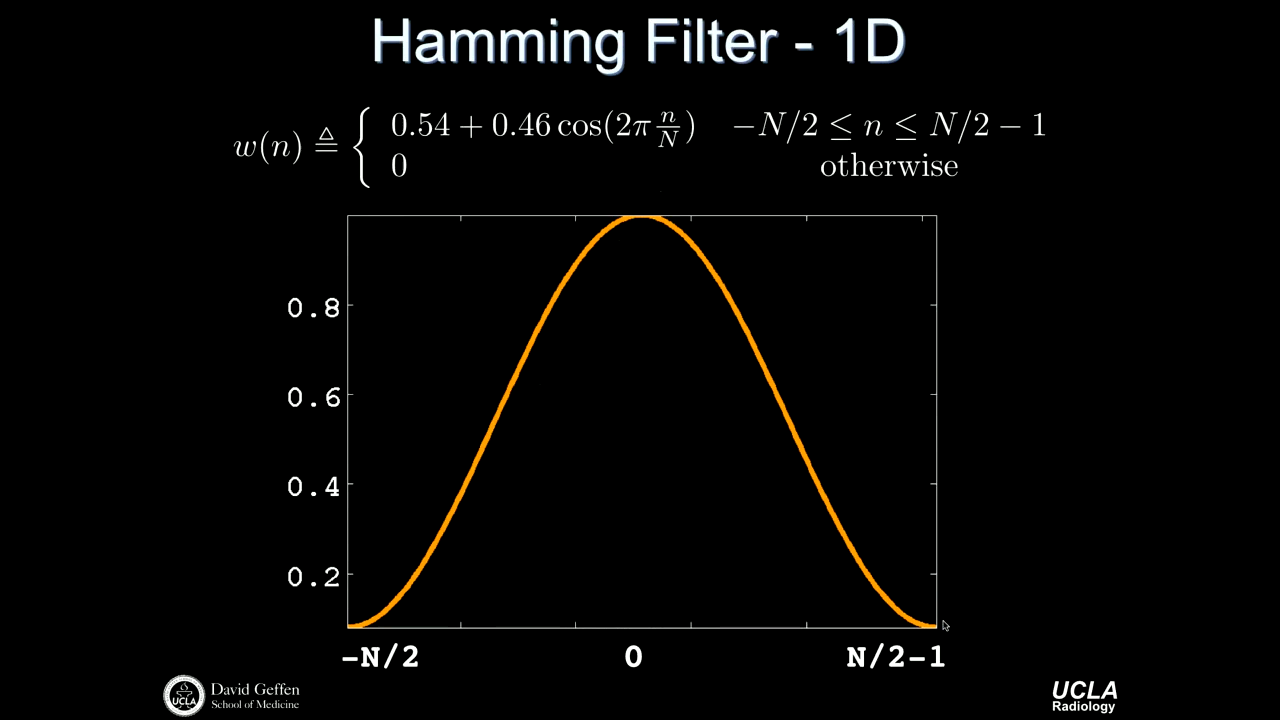 Hamming Filter - 1D
w(n) ≜ { 0.54 + 0.46 cos(2π n/N) −N/2 ≤ n ≤ N/2 − 1
0 otherwise
0.8
0.6
0.4
0.2
-N/2 0 N/2-1
UCLA
David Geffen
School of Medicine
UCLA
Radiology